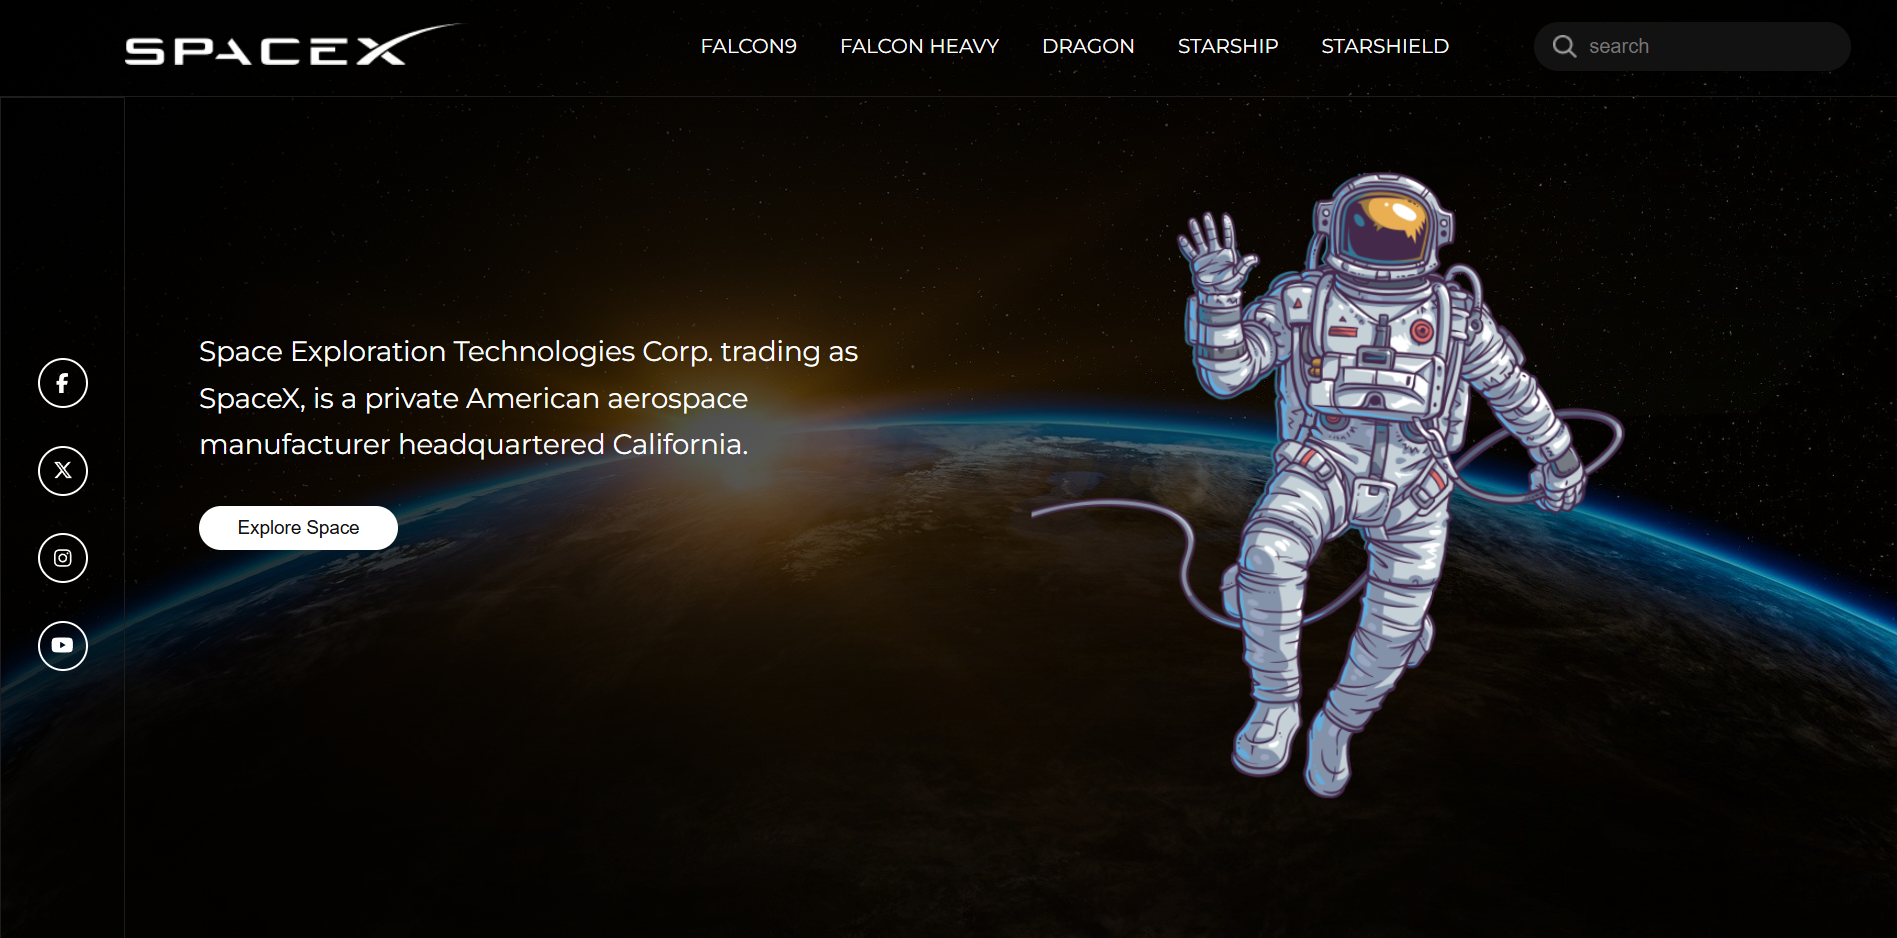 SPACEX
FALCON9 FALCON HEAVY DRAGON STARSHIP STARSHIELD
search
Space Exploration Technologies Corp. trading as
SpaceX, is a private American aerospace
manufacturer headquartered California.
Explore Space